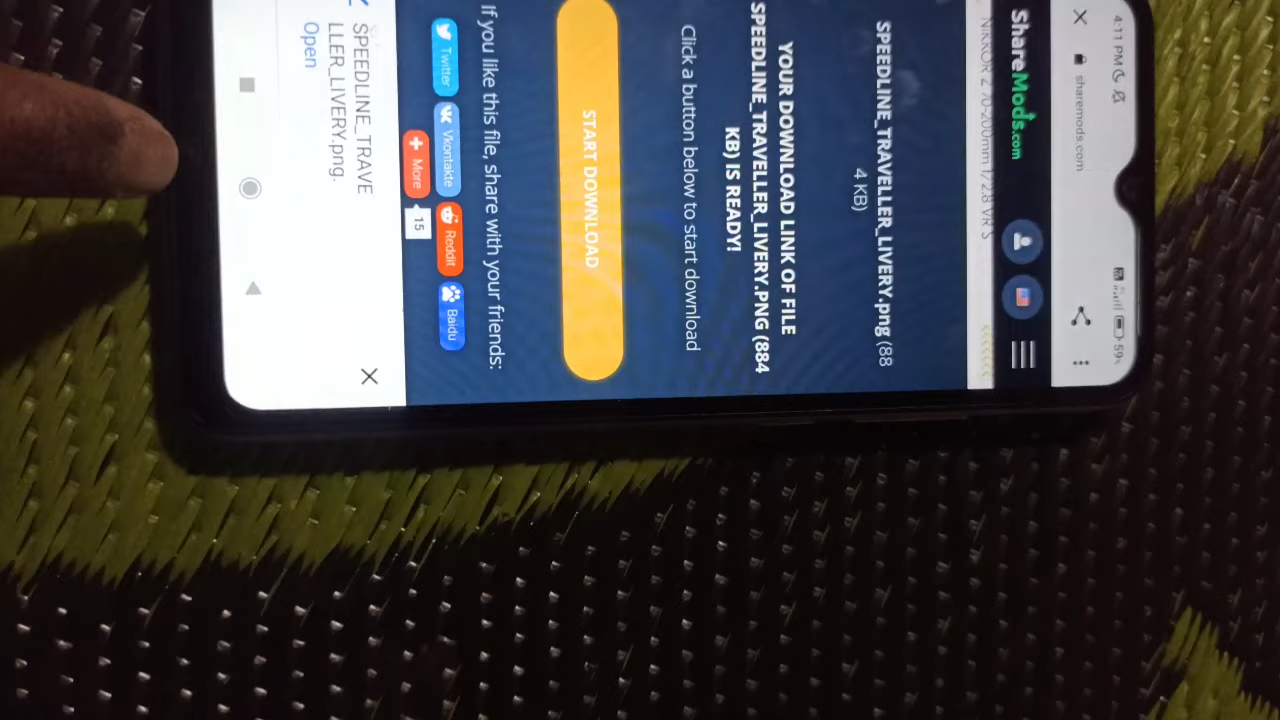 4:11 PM
59%
sharemods.com
ShareMods.com
NIKKOR Z 70-200mm f/2.8 VR S
SPEEDLINE_TRAVELLER_LIVERY.png (88
4 KB)
YOUR DOWNLOAD LINK OF FILE
SPEEDLINE_TRAVELLER_LIVERY.PNG (884
KB) IS READY!
Click a button below to start download
START DOWNLOAD
If you like this file, share with your friends:
Twitter
Vkontakte
Reddit
Baidu
More
15
SPEEDLINE_TRAVE
LLER_LIVERY.png.
Open